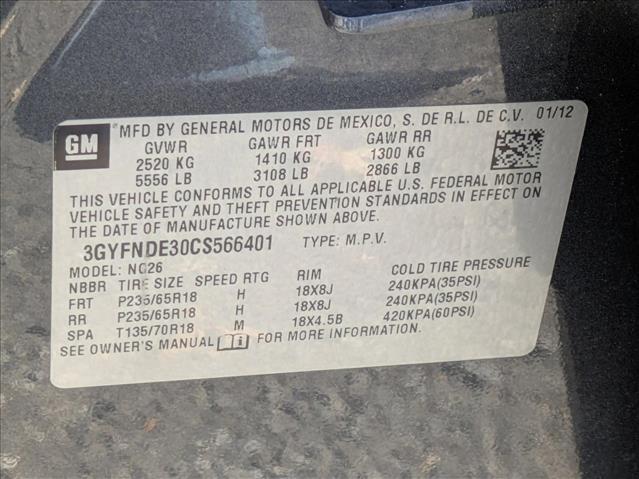 GM
MFD BY GENERAL MOTORS DE MEXICO, S. DE R.L. DE C.V. 01/12
GVWR GAWR FRT GAWR RR
2520 KG 1410 KG 1300 KG
5556 LB 3108 LB 2866 LB
THIS VEHICLE CONFORMS TO ALL APPLICABLE U.S. FEDERAL MOTOR
VEHICLE SAFETY AND THEFT PREVENTION STANDARDS IN EFFECT ON
THE DATE OF MANUFACTURE SHOWN ABOVE.
3GYFNDE30CS566401 TYPE: M.P.V.
MODEL: NC26
NBBR TIRE SIZE SPEED RTG RIM COLD TIRE PRESSURE
FRT P235/65R18 H 18X8J 240KPA(35PSI)
RR P235/65R18 H 18X8J 240KPA(35PSI)
SPA T135/70R18 M 18X4.5B 420KPA(60PSI)
SEE OWNER'S MANUAL FOR MORE INFORMATION.